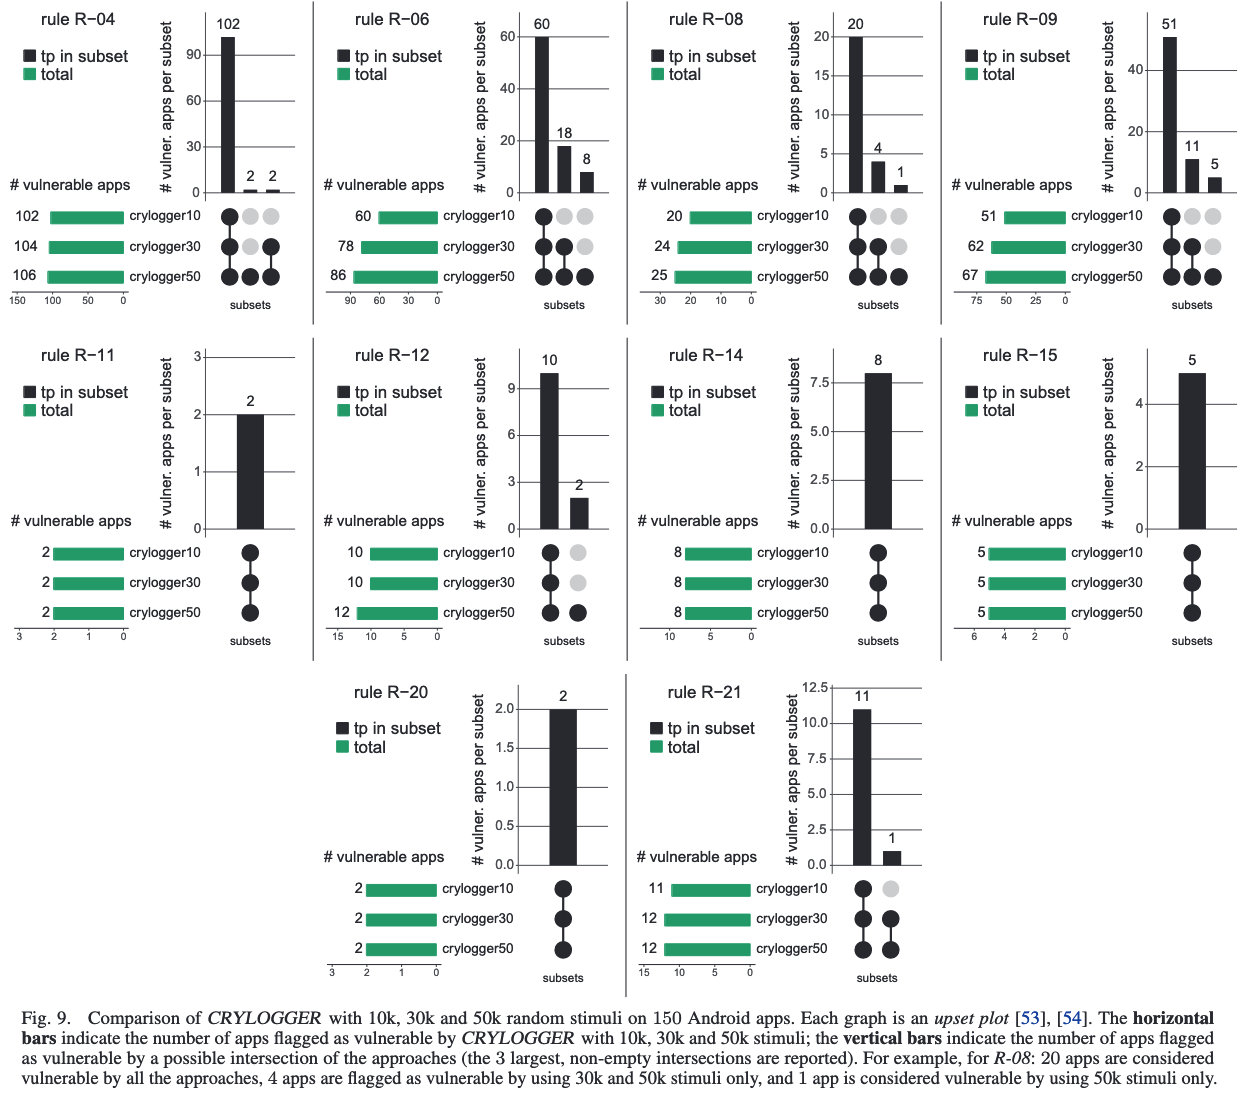 rule R−04
tp in subset
total
# vulner. apps per subset
102
2
2
90
60
30
0
# vulnerable apps
102 crylogger10
104 crylogger30
106 crylogger50
150 100 50 0
subsets
rule R−06
tp in subset
total
# vulner. apps per subset
60
18
8
60
40
20
0
# vulnerable apps
60 crylogger10
78 crylogger30
86 crylogger50
90 60 30 0
subsets
rule R−08
tp in subset
total
# vulner. apps per subset
20
4
1
20
15
10
5
0
# vulnerable apps
20 crylogger10
24 crylogger30
25 crylogger50
30 20 10 0
subsets
rule R−09
tp in subset
total
# vulner. apps per subset
51
11
5
40
20
0
# vulnerable apps
51 crylogger10
62 crylogger30
67 crylogger50
75 50 25 0
subsets
rule R−11
tp in subset
total
# vulner. apps per subset
2
3
2
1
0
# vulnerable apps
2 crylogger10
2 crylogger30
2 crylogger50
3 2 1 0
subsets
rule R−12
tp in subset
total
# vulner. apps per subset
10
2
9
6
3
0
# vulnerable apps
10 crylogger10
10 crylogger30
12 crylogger50
15 10 5 0
subsets
rule R−14
tp in subset
total
# vulner. apps per subset
8
7.5
5.0
2.5
0.0
# vulnerable apps
8 crylogger10
8 crylogger30
8 crylogger50
10 5 0
subsets
rule R−15
tp in subset
total
# vulner. apps per subset
5
4
2
0
# vulnerable apps
5 crylogger10
5 crylogger30
5 crylogger50
6 4 2 0
subsets
rule R−20
tp in subset
total
# vulner. apps per subset
2
2.0
1.5
1.0
0.5
0.0
# vulnerable apps
2 crylogger10
2 crylogger30
2 crylogger50
3 2 1 0
subsets
rule R−21
tp in subset
total
# vulner. apps per subset
11
1
12.5
10.0
7.5
5.0
2.5
0.0
# vulnerable apps
11 crylogger10
12 crylogger30
12 crylogger50
15 10 5 0
subsets
Fig. 9. Comparison of CRYLOGGER with 10k, 30k and 50k random stimuli on 150 Android apps. Each graph is an upset plot [53], [54]. The horizontal
bars indicate the number of apps flagged as vulnerable by CRYLOGGER with 10k, 30k and 50k stimuli; the vertical bars indicate the number of apps flagged
as vulnerable by a possible intersection of the approaches (the 3 largest, non-empty intersections are reported). For example, for R-08: 20 apps are considered
vulnerable by all the approaches, 4 apps are flagged as vulnerable by using 30k and 50k stimuli only, and 1 app is considered vulnerable by using 50k stimuli only.